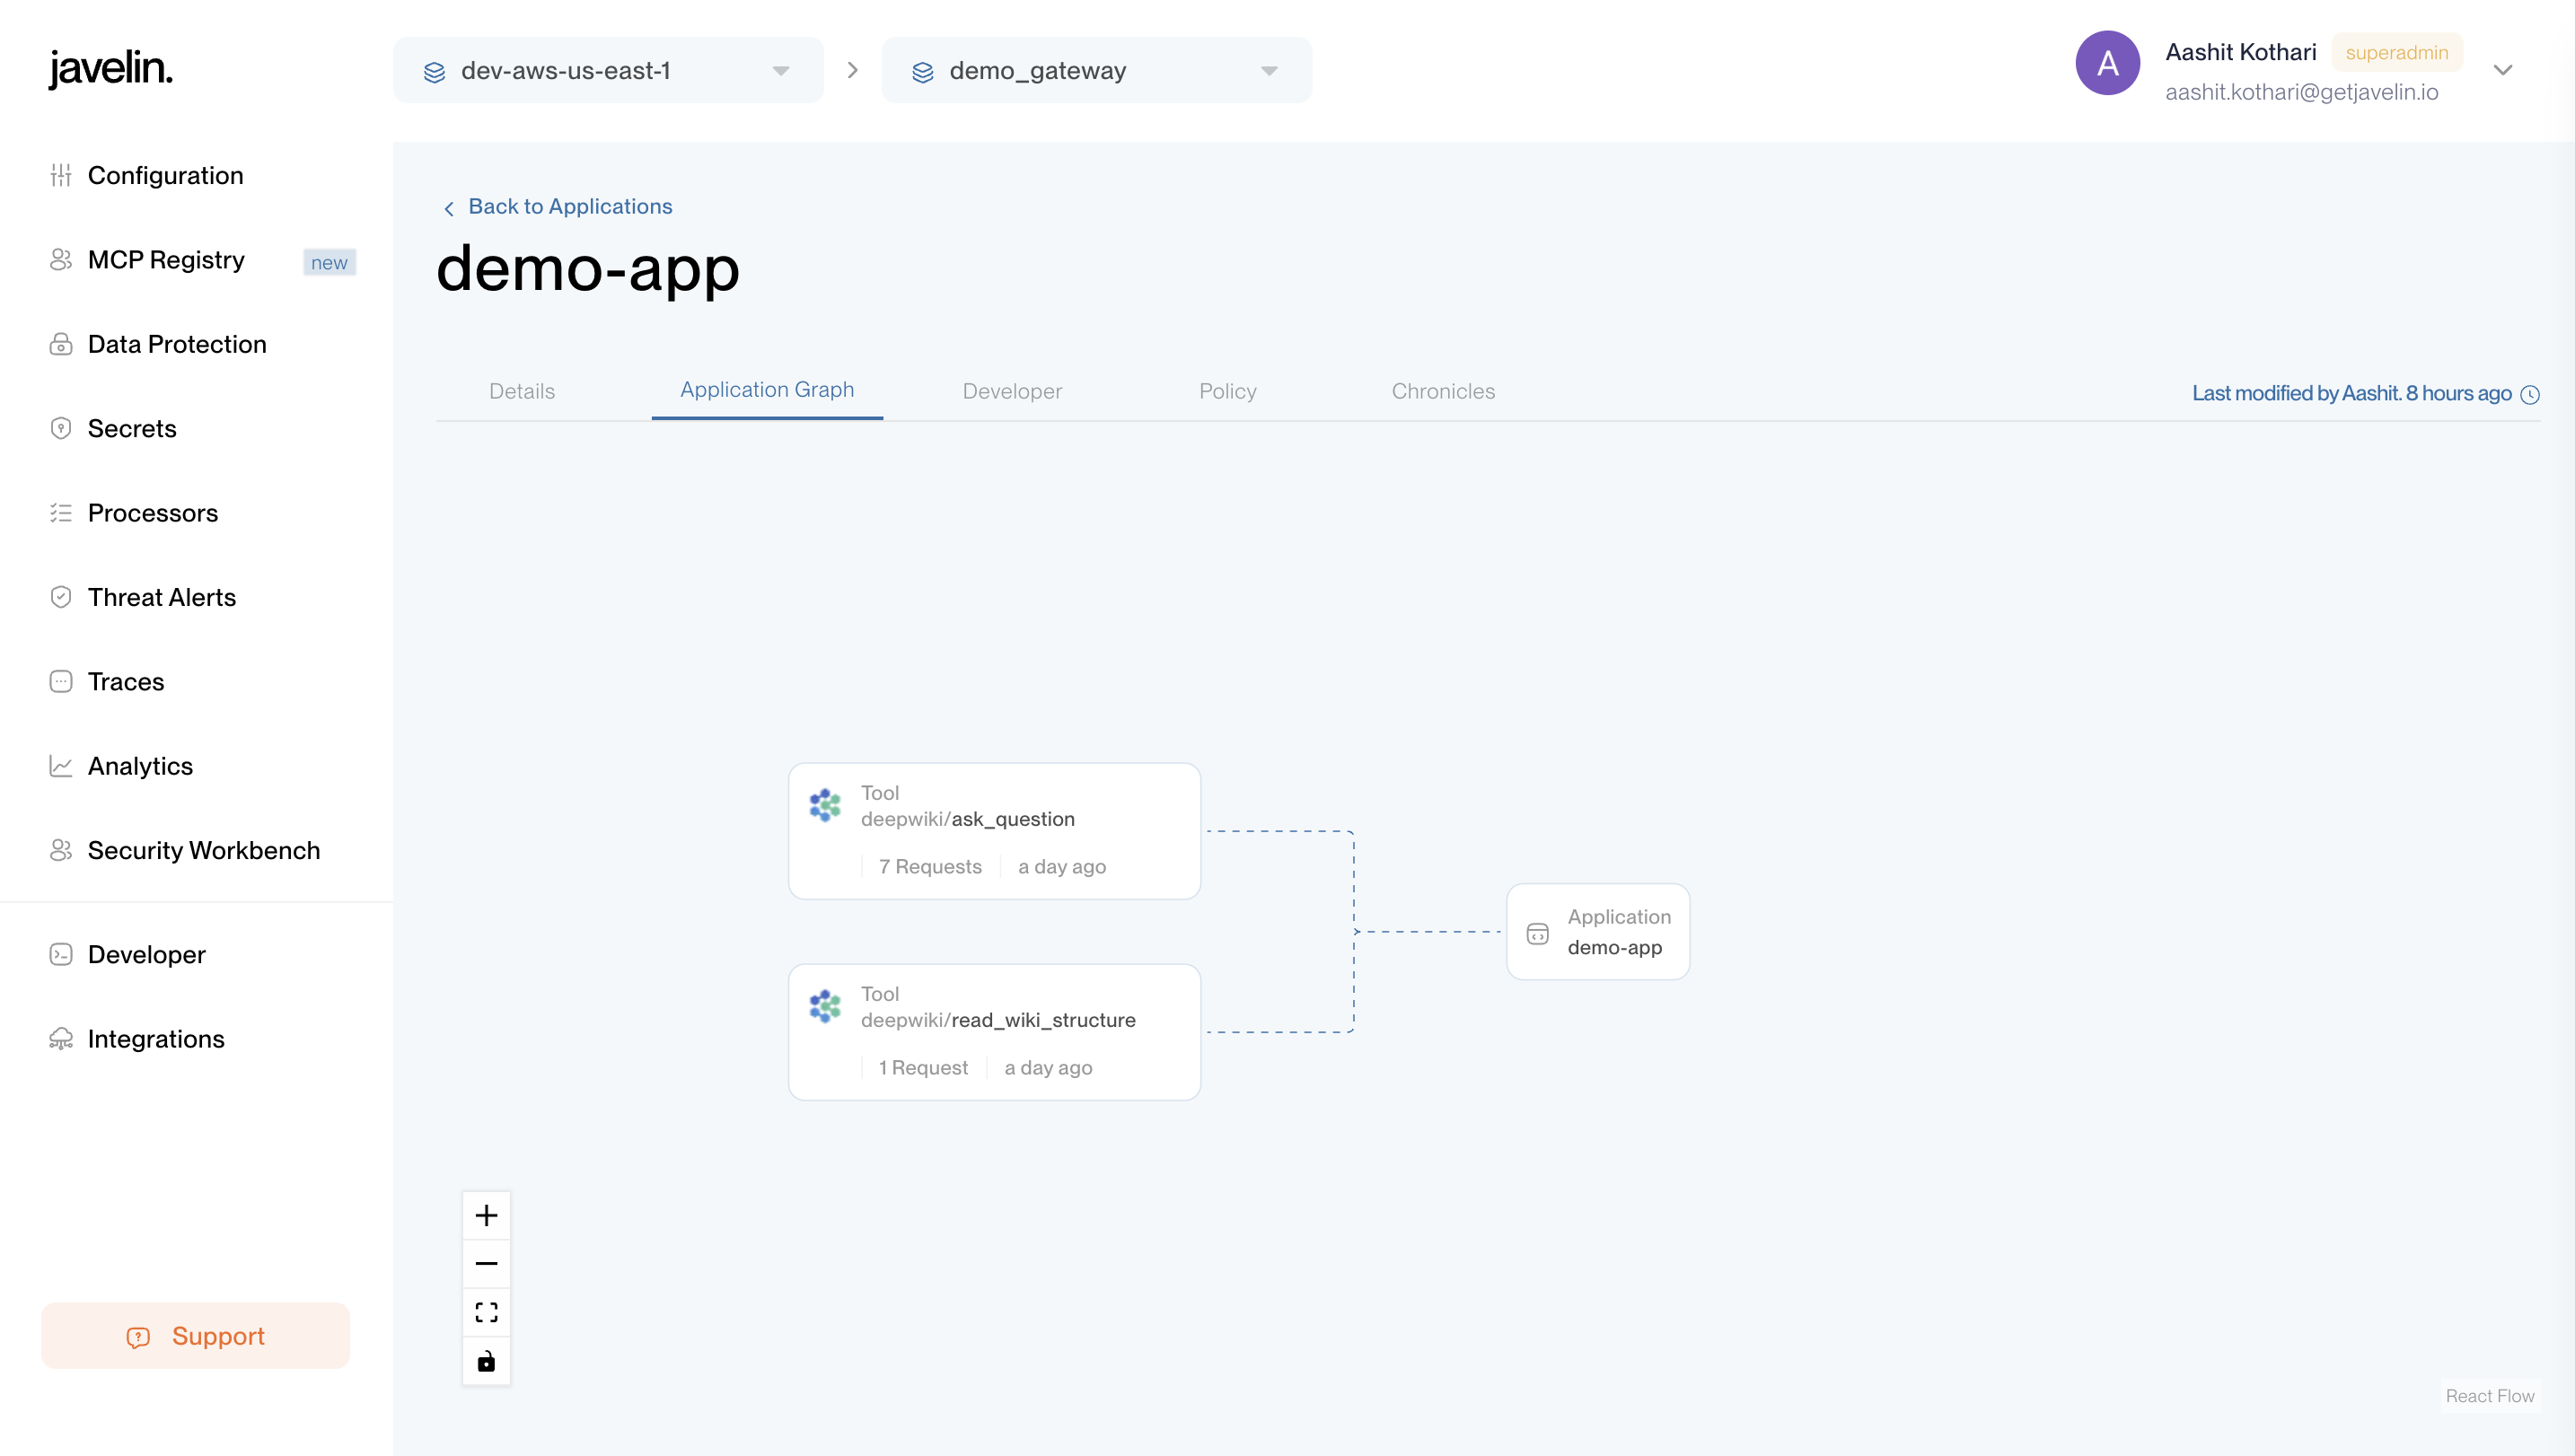 javelin.
dev-aws-us-east-1
demo_gateway
A
Aashit Kothari
superadmin
aashit.kothari@getjavelin.io
Configuration
MCP Registry
new
Data Protection
Secrets
Processors
Threat Alerts
Traces
Analytics
Security Workbench
Developer
Integrations
Support
Back to Applications
demo-app
Details
Application Graph
Developer
Policy
Chronicles
Last modified by Aashit. 8 hours ago
Tool
deepwiki/ask_question
7 Requests
a day ago
Tool
deepwiki/read_wiki_structure
1 Request
a day ago
Application
demo-app
React Flow